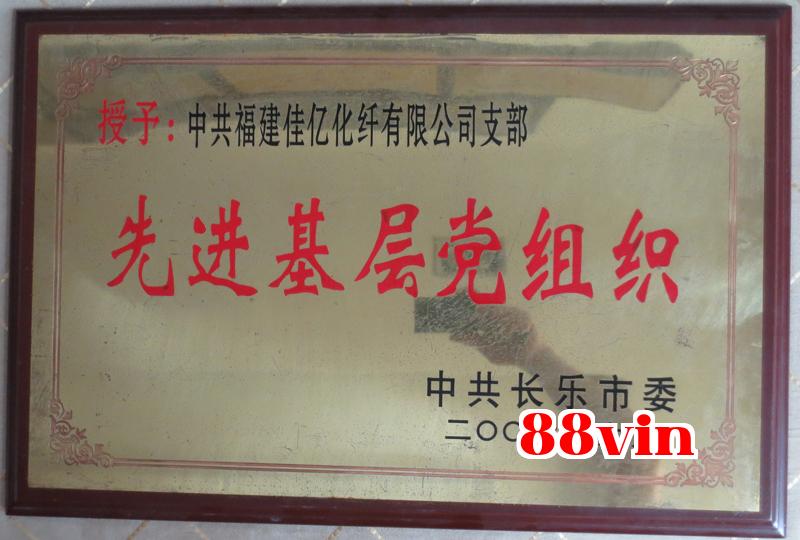 授予：中共福建佳亿化纤有限公司支部
先进基层党组织
中共长乐市委
二〇〇
88vin